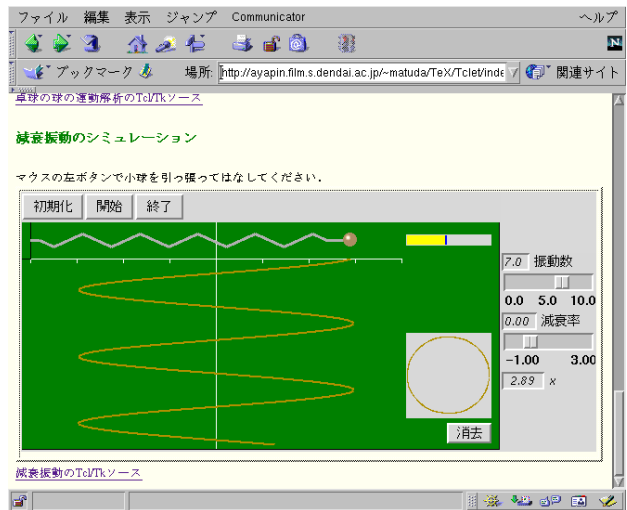 ファイル 編集 表示 ジャンプ Communicator ヘルプ
ブックマーク 場所: http://ayapin.film.s.dendai.ac.jp/~matuda/TeX/Tclet/inde 関連サイト
卓球の球の運動解析のTcl/Tkソース
減衰振動のシミュレーション
マウスの左ボタンで小球を引っ張ってはなしてください．
初期化 開始 終了
7.0 振動数
0.0 5.0 10.0
0.00 減衰率
-1.00 3.00
2.89 x
消去
減衰振動のTcl/Tkソース